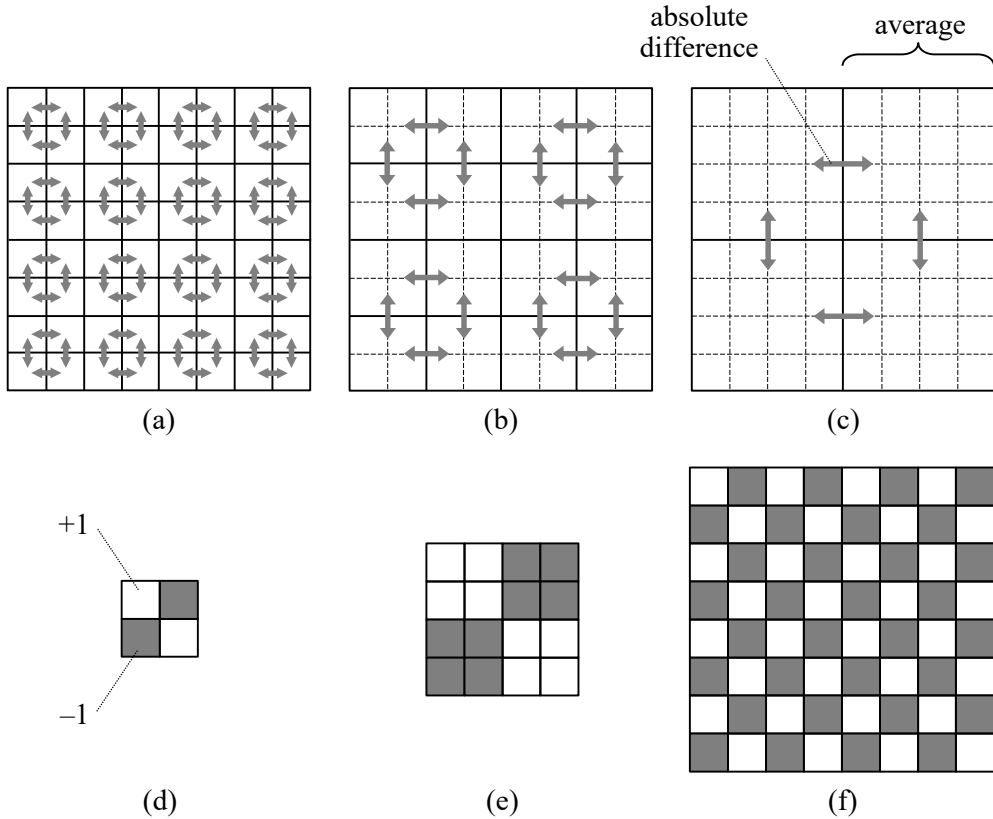 absolute
difference
average
(a)
(b)
(c)
+1
–1
(d)
(e)
(f)